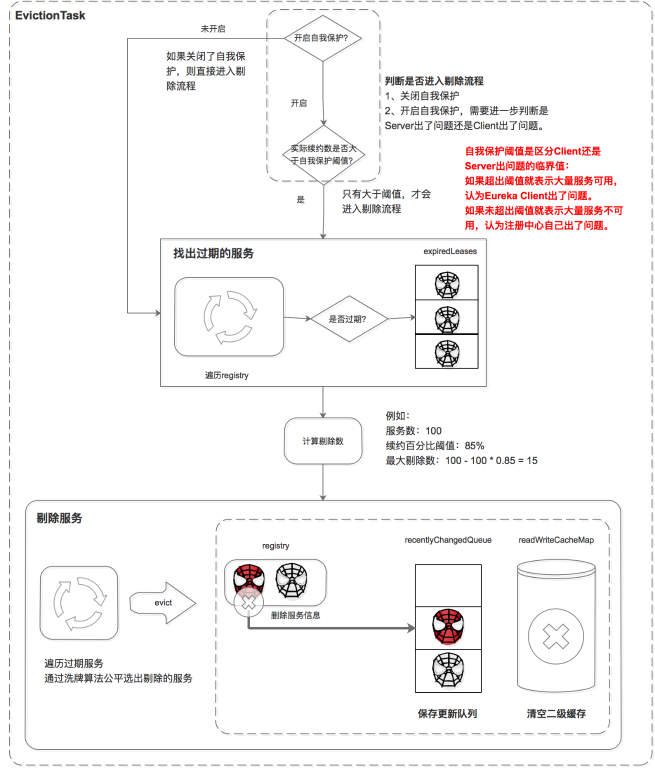 EvictionTask
未开启
开启自我保护?
如果关闭了自我保
护，则直接进入剔除
流程
开启
判断是否进入剔除流程
1、关闭自我保护
2、开启自我保护，需要进一步判断是
Server出了问题还是Client出了问题。
实际续约数是否大
于自我保护阈值?
自我保护阈值是区分Client还是
Server出问题的临界值：
如果超出阈值就表示大量服务可用，
认为Eureka Client出了问题。
如果未超出阈值就表示大量服务不可
用，认为注册中心自己出了问题。
是
只有大于阈值，才会
进入剔除流程
找出过期的服务
expiredLeases
是否过期?
遍历registry
计算剔除数
例如：
服务数：100
续约百分比阈值：85%
最大剔除数：100 - 100 * 0.85 = 15
剔除服务
registry
recentlyChangedQueue
readWriteCacheMap
evict
删除服务信息
遍历过期服务
通过洗牌算法公平选出剔除的服务
保存更新队列
清空二级缓存